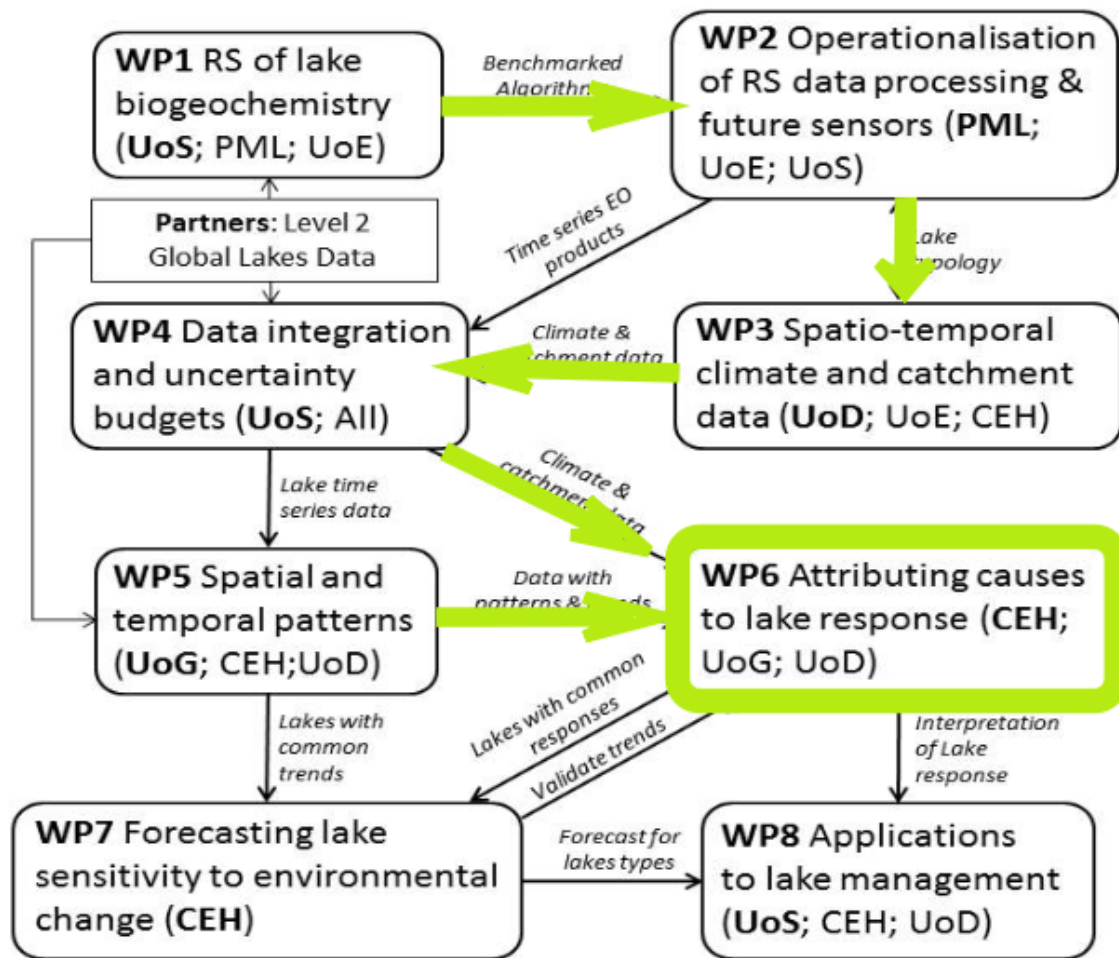 WP1 RS of lake
biogeochemistry
(UoS; PML; UoE)
Benchmarked
WP2 Operationalisation
of RS data processing &
future sensors (PML;
UoE; UoS)
Partners: Level 2
Global Lakes Data
Time series EO
products
Lake
WP4 Data integration
and uncertainty
budgets (UoS; All)
Climate &
data
WP3 Spatio-temporal
climate and catchment
data (UoD; UoE; CEH)
Lake time
series data
Climate &
data
WP5 Spatial and
temporal patterns
(UoG; CEH;UoD)
Data with
patterns &
WP6 Attributing causes
to lake response (CEH;
UoG; UoD)
Lakes with
common
trends
Lakes with common
responses
Validate trends
Interpretation
of Lake
response
WP7 Forecasting lake
sensitivity to environmental
change (CEH)
Forecast for
lakes types
WP8 Applications
to lake management
(UoS; CEH; UoD)